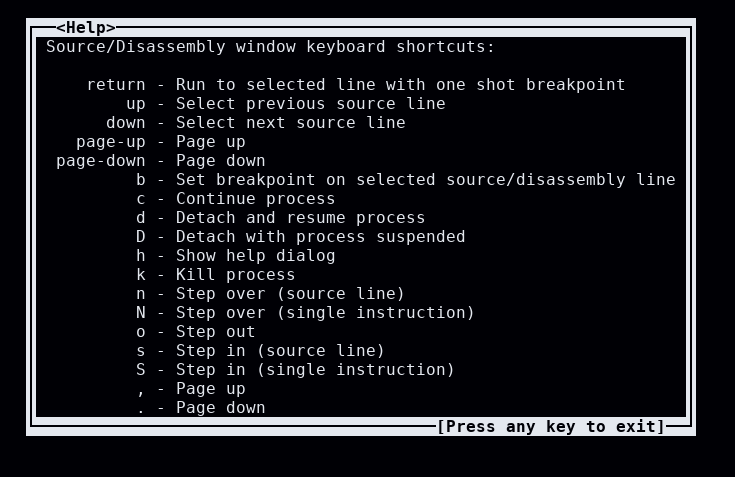 <Help>
Source/Disassembly window keyboard shortcuts:
return - Run to selected line with one shot breakpoint
up - Select previous source line
down - Select next source line
page-up - Page up
page-down - Page down
b - Set breakpoint on selected source/disassembly line
c - Continue process
d - Detach and resume process
D - Detach with process suspended
h - Show help dialog
k - Kill process
n - Step over (source line)
N - Step over (single instruction)
o - Step out
s - Step in (source line)
S - Step in (single instruction)
, - Page up
. - Page down
[Press any key to exit]